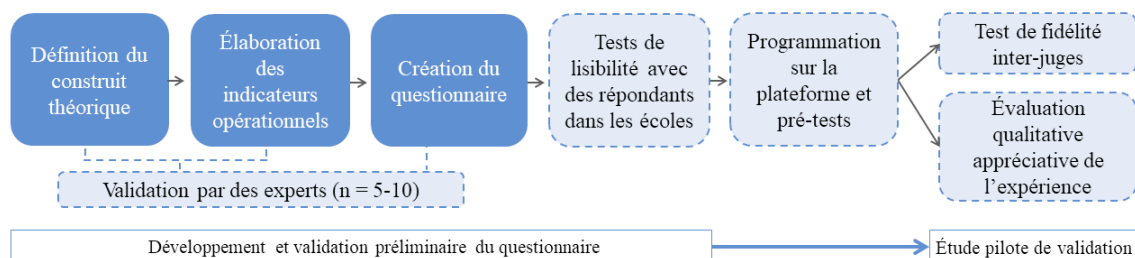 Définition du
construit
théorique
Élaboration
des
indicateurs
opérationnels
Création du
questionnaire
Tests de
lisibilité avec
des répondants
dans les écoles
Programmation
sur la
plateforme et
pré-tests
Test de fidélité
inter-juges
Évaluation
qualitative
appréciative de
l’expérience
Validation par des experts (n = 5-10)
Développement et validation préliminaire du questionnaire
Étude pilote de validation